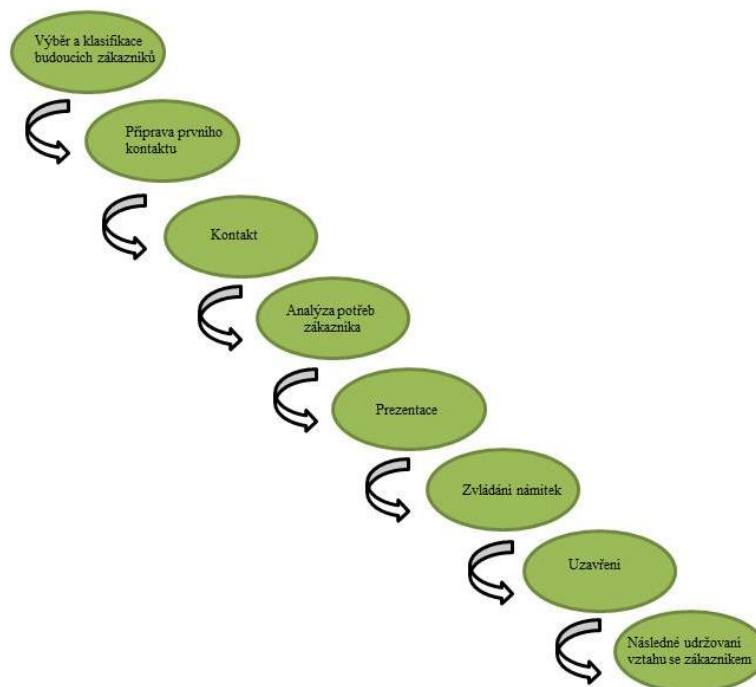 Výběr a klasifikace
budoucích zákazníků
Příprava prvního
kontaktu
Kontakt
Analýza potřeb
zákazníka
Prezentace
Zvládání námitek
Uzavření
Následné udržovaní
vztahu se zákazníkem